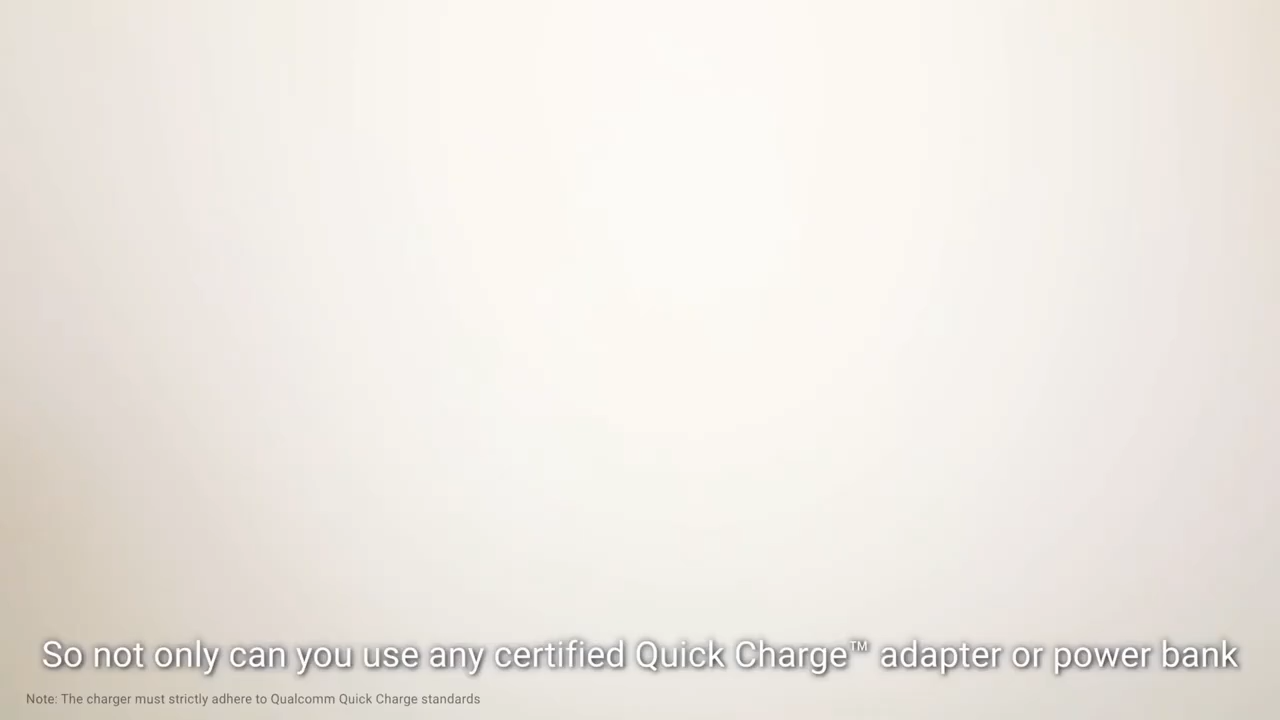 So not only can you use any certified Quick Charge™ adapter or power bank
Note: The charger must strictly adhere to Qualcomm Quick Charge standards